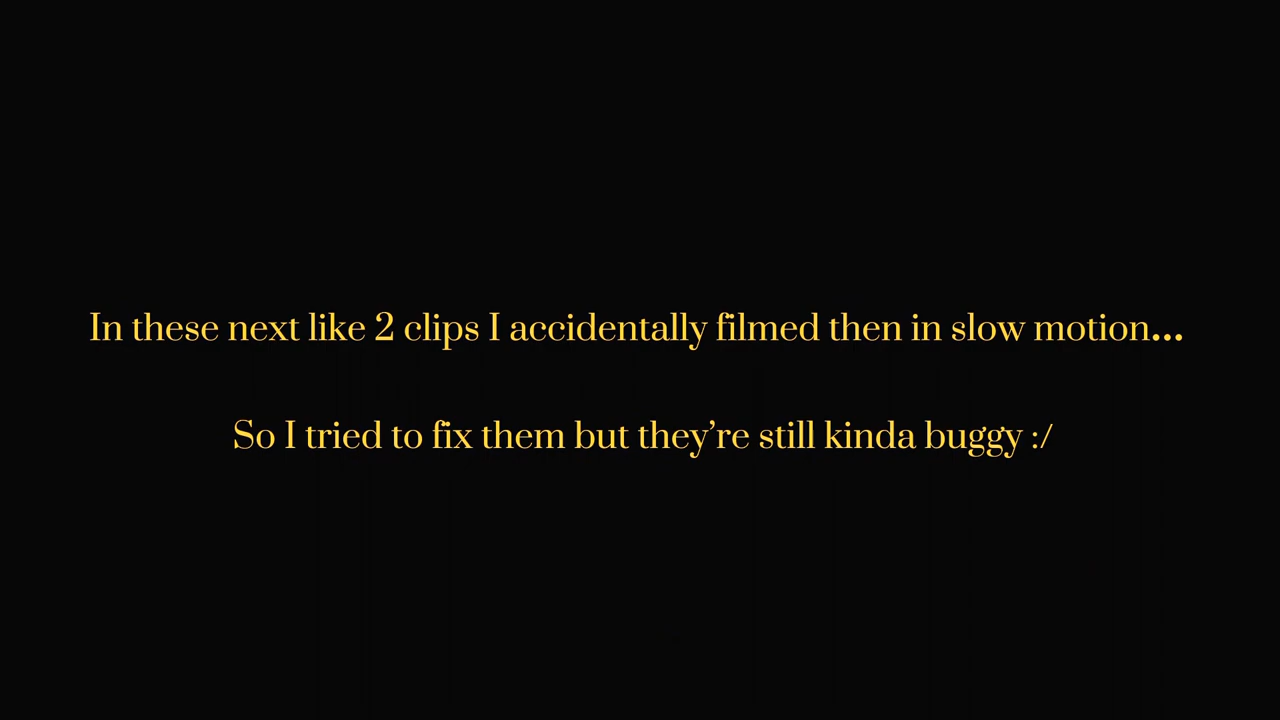 In these next like 2 clips I accidentally filmed then in slow motion...
So I tried to fix them but they’re still kinda buggy :/